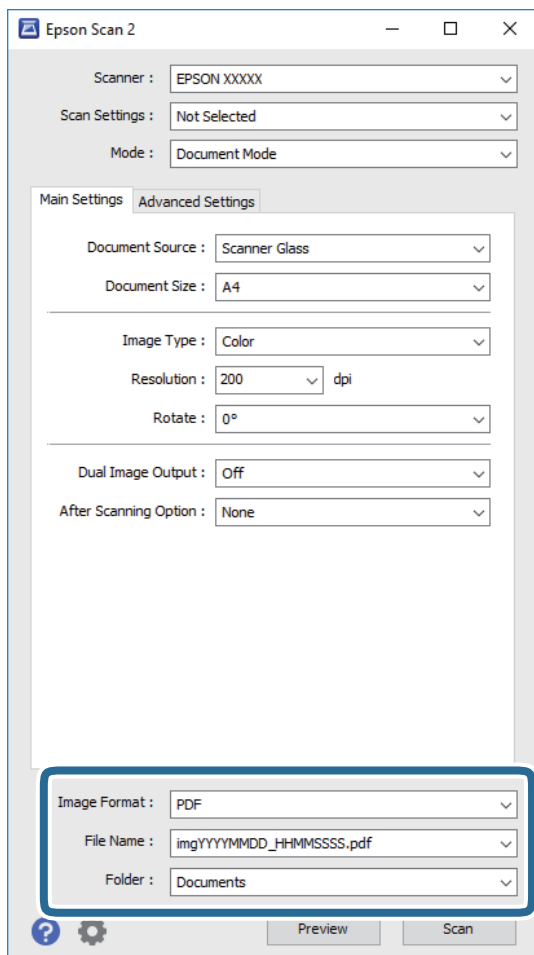 Epson Scan 2
Scanner : EPSON XXXXX
Scan Settings : Not Selected
Mode : Document Mode
Main Settings Advanced Settings
Document Source : Scanner Glass
Document Size : A4
Image Type : Color
Resolution : 200 dpi
Rotate : 0°
Dual Image Output : Off
After Scanning Option : None
Image Format : PDF
File Name : imgYYYYMMDD_HHMMSSSS.pdf
Folder : Documents
? Preview Scan